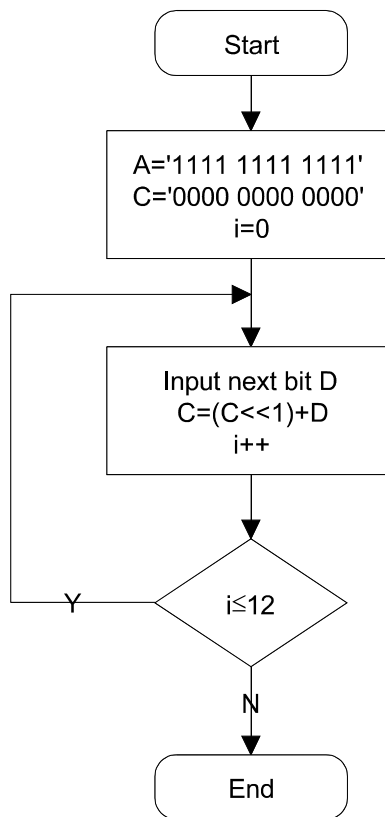 Start
A='1111 1111 1111'
C='0000 0000 0000'
i=0
Input next bit D
C=(C<<1)+D
i++
i≤12
Y
N
End